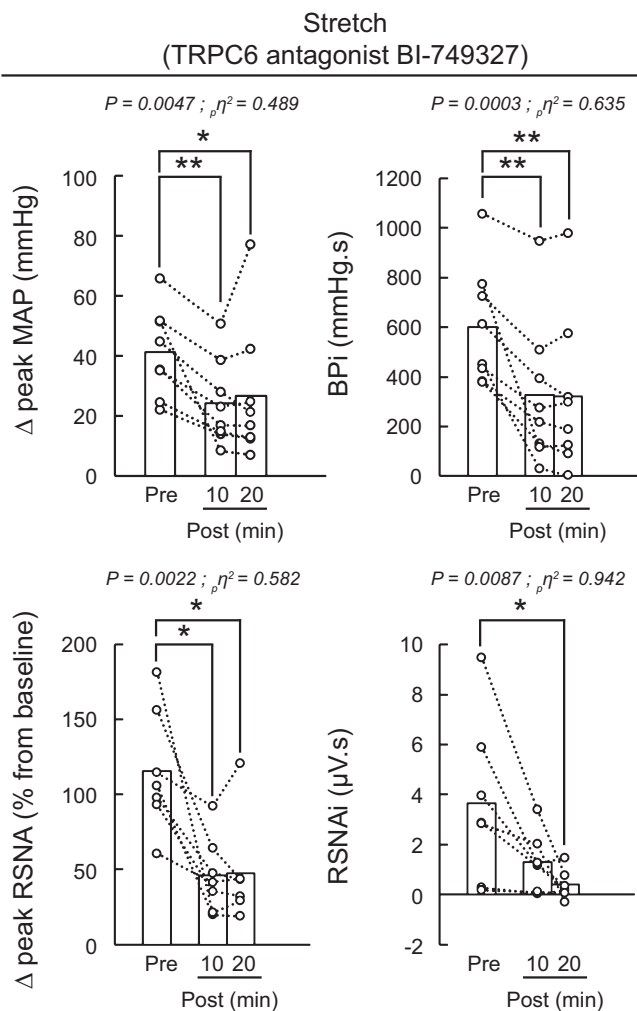 Stretch
(TRPC6 antagonist BI-749327)
P = 0.0047 ; pη² = 0.489
*
**
Δ peak MAP (mmHg)
100
80
60
40
20
0
Pre
10
20
Post (min)
P = 0.0003 ; pη² = 0.635
**
**
BPi (mmHg.s)
1200
1000
800
600
400
200
0
Pre
10
20
Post (min)
P = 0.0022 ; pη² = 0.582
*
*
Δ peak RSNA (% from baseline)
200
150
100
50
0
Pre
10
20
Post (min)
P = 0.0087 ; pη² = 0.942
*
RSNAi (μV.s)
10
8
6
4
2
0
-2
Pre
10
20
Post (min)